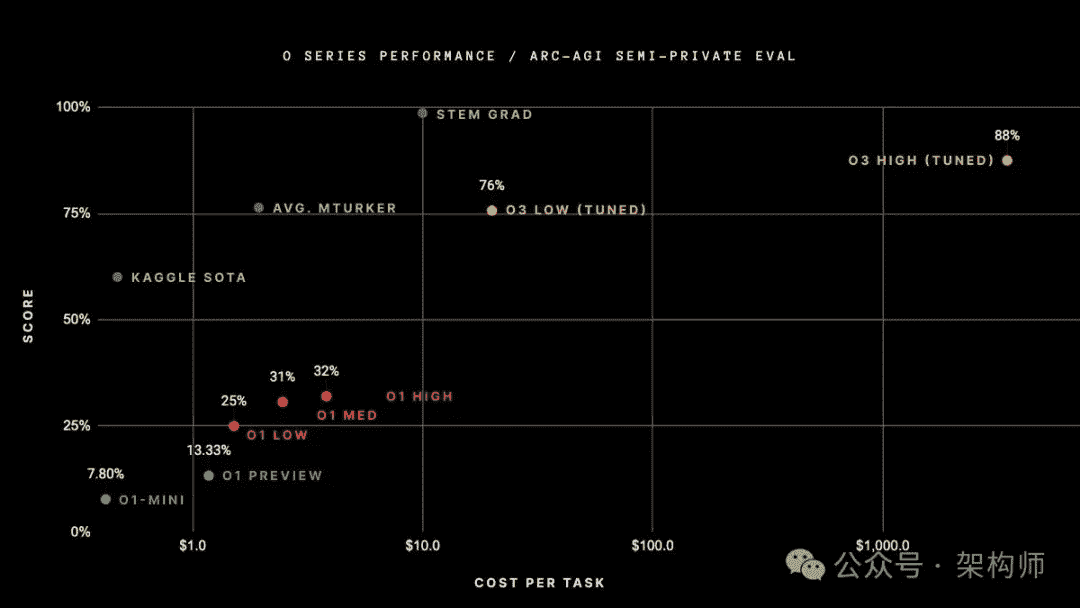 O SERIES PERFORMANCE / ARC-AGI SEMI-PRIVATE EVAL
100%
STEM GRAD
88%
O3 HIGH (TUNED)
76%
AVG. MTURKER
O3 LOW (TUNED)
75%
KAGGLE SOTA
SCORE
50%
31%
32%
25%
O1 HIGH
O1 MED
25%
O1 LOW
13.33%
7.80%
O1 PREVIEW
O1-MINI
0%
$1.0
$10.0
$100.0
$1,000.0
公众号 · 架构师
COST PER TASK